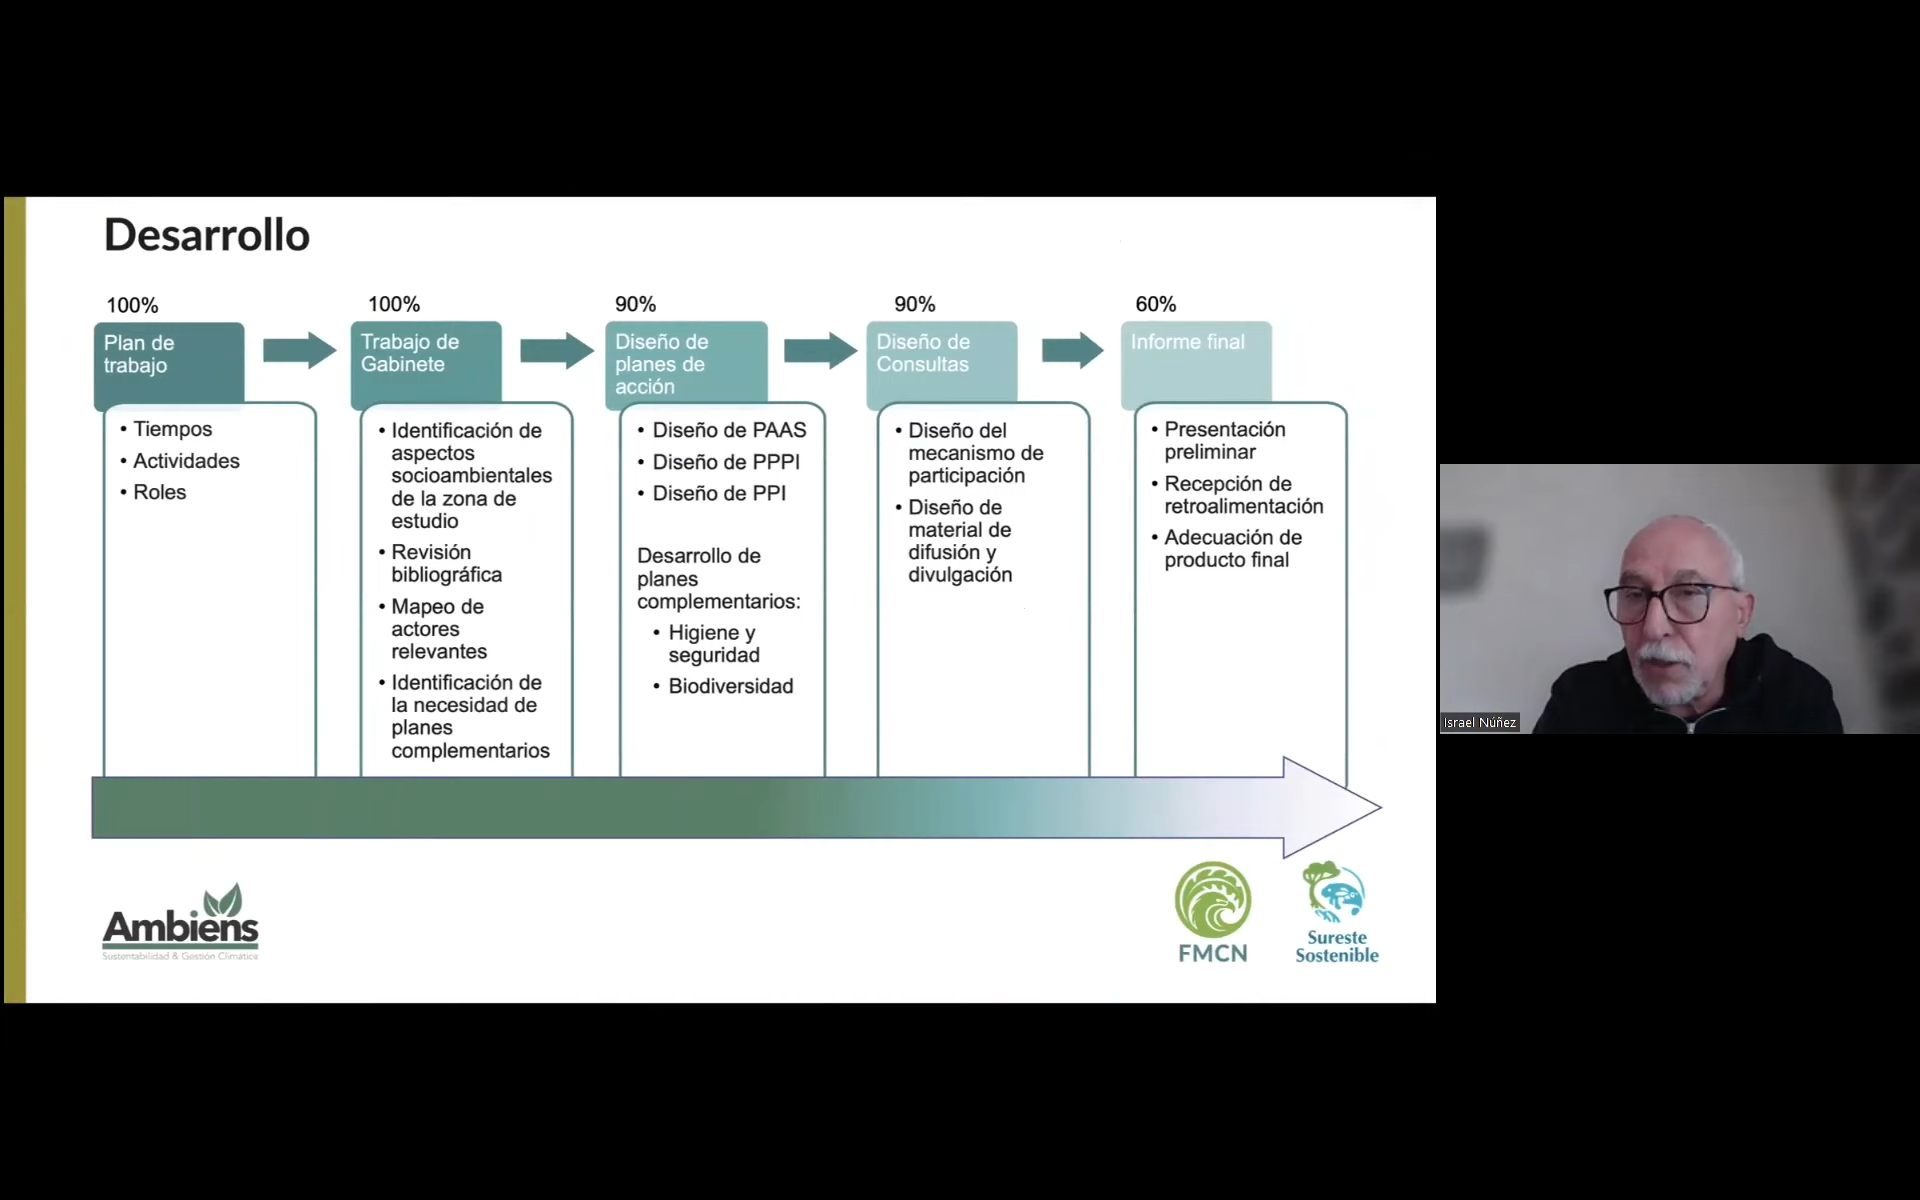 Desarrollo
100%
Plan de
trabajo
• Tiempos
• Actividades
• Roles
100%
Trabajo de
Gabinete
• Identificación de
aspectos
socioambientales
de la zona de
estudio
• Revisión
bibliográfica
• Mapeo de
actores
relevantes
• Identificación de
la necesidad de
planes
complementarios
90%
Diseño de
planes de
acción
• Diseño de PAAS
• Diseño de PPPI
• Diseño de PPI
Desarrollo de
planes
complementarios:
• Higiene y
seguridad
• Biodiversidad
90%
Diseño de
Consultas
• Diseño del
mecanismo de
participación
• Diseño de
material de
difusión y
divulgación
60%
Informe final
• Presentación
preliminar
• Recepción de
retroalimentación
• Adecuación de
producto final
Ambiens
Sustentabilidad & Gestión Climática
FMCN
Sureste
Sostenible
Israel Núñez